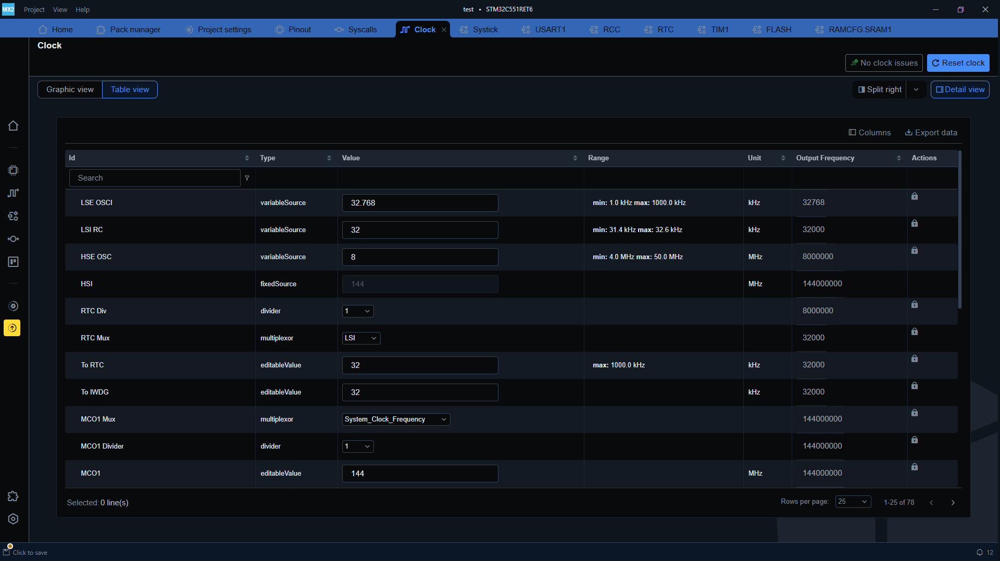 MX2 Project View Help test • STM32C551RET6
Home Pack manager Project settings Pinout Syscalls Clock Systick USART1 RCC RTC TIM1 FLASH RAMCFG.SRAM1
Clock
No clock issues Reset clock
Graphic view Table view Split right Detail view
Columns Export data
Id Type Value Range Unit Output Frequency Actions
Search
LSE OSCI variableSource 32.768 min: 1.0 kHz max: 1000.0 kHz kHz 32768
LSI RC variableSource 32 min: 31.4 kHz max: 32.6 kHz kHz 32000
HSE OSC variableSource 8 min: 4.0 MHz max: 50.0 MHz MHz 8000000
HSI fixedSource 144 MHz 144000000
RTC Div divider 1 8000000
RTC Mux multiplexor LSI 32000
To RTC editableValue 32 max: 1000.0 kHz kHz 32000
To IWDG editableValue 32 kHz 32000
MCO1 Mux multiplexor System_Clock_Frequency 144000000
MCO1 Divider divider 1 144000000
MCO1 editableValue 144 MHz 144000000
Selected: 0 line(s) Rows per page: 25 1-25 of 78
Click to save 12